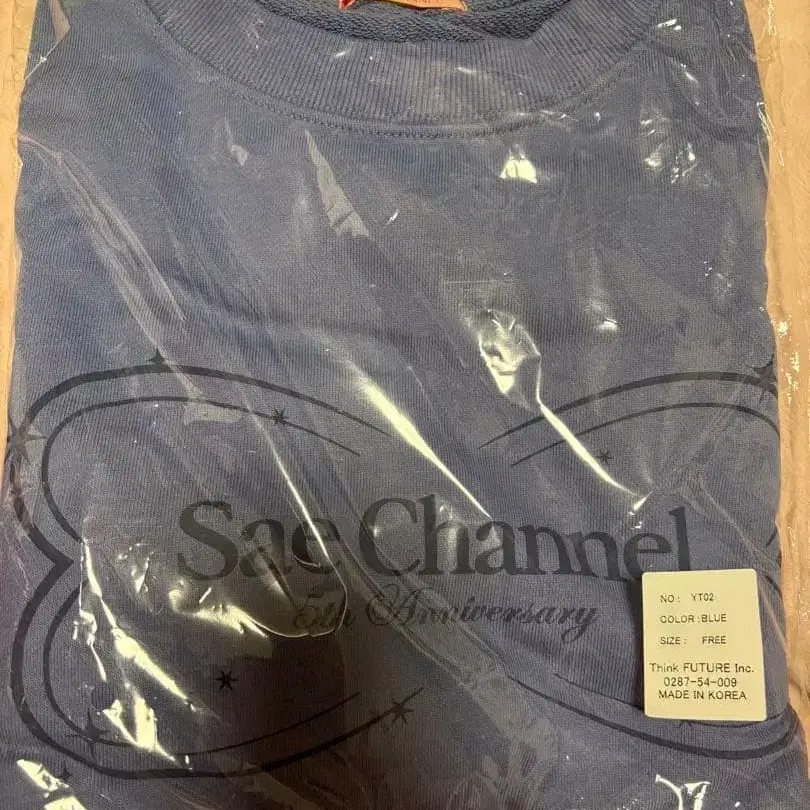 Sae Channel
5th Anniversary
NO : YT02
COLOR :BLUE
SIZE : FREE
Think FUTURE Inc.
0287-54-009
MADE IN KOREA